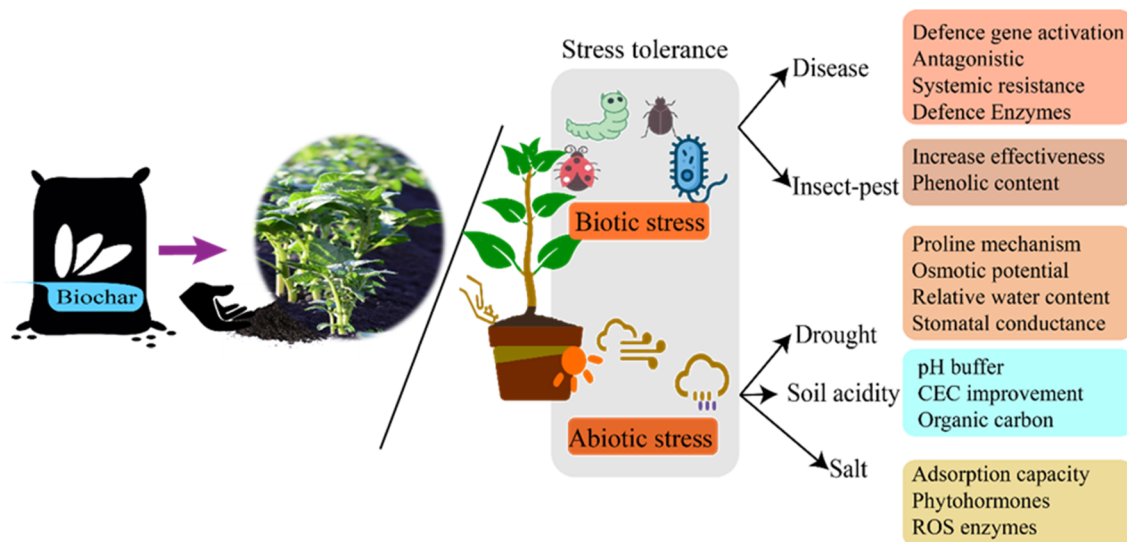 Biochar
Stress tolerance
Biotic stress
Abiotic stress
Disease
Defence gene activation
Antagonistic
Systemic resistance
Defence Enzymes
Insect-pest
Increase effectiveness
Phenolic content
Drought
Proline mechanism
Osmotic potential
Relative water content
Stomatal conductance
Soil acidity
pH buffer
CEC improvement
Organic carbon
Salt
Adsorption capacity
Phytohormones
ROS enzymes